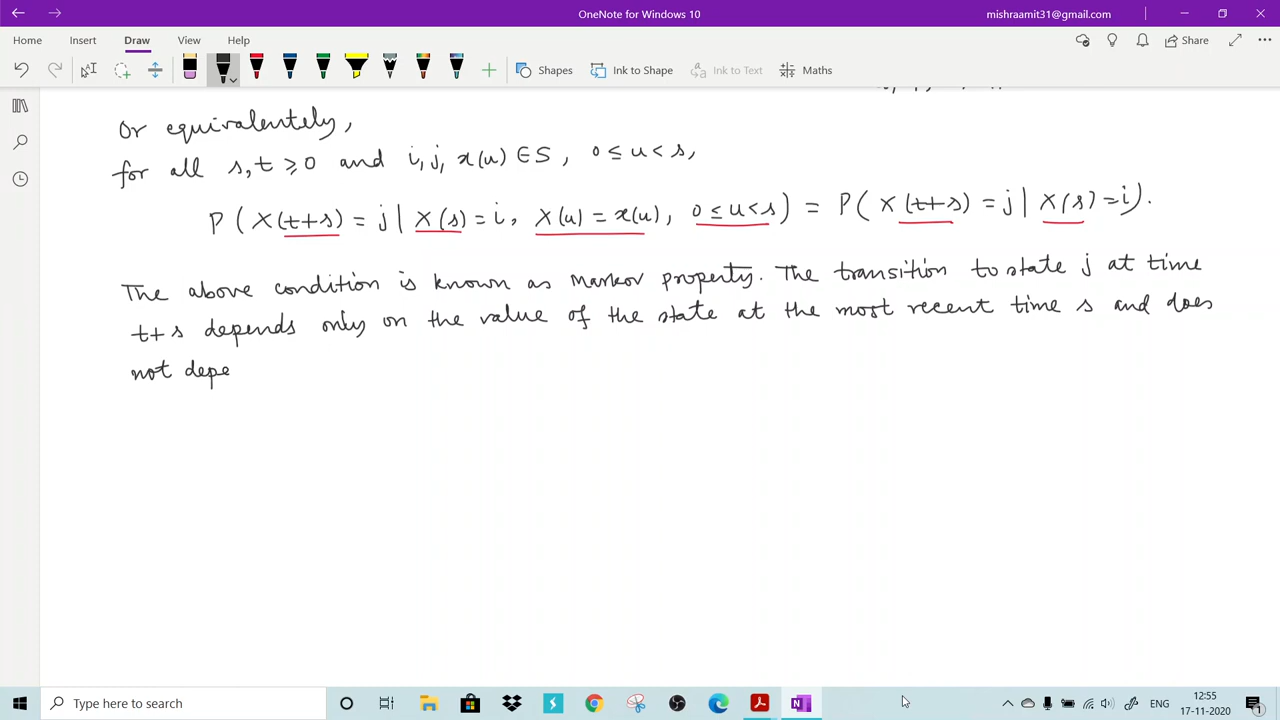 OneNote for Windows 10
mishraamit31@gmail.com
Home Insert Draw View Help
Share
Shapes Ink to Shape Ink to Text Maths
Or equivalentely,
for all s, t ≥ 0 and i, j, x(u) ∈ S, 0 ≤ u < s,
P ( X (t+s) = j | X(s) = i, X(u) = x(u), 0 ≤ u < s ) = P( X (t+s) = j | X(s) = i).
The above condition is known as Markov property. The transition to state j at time
t+s depends only on the value of the state at the most recent time s and does
not depe
Type here to search
ENG
12:55
17-11-2020
1